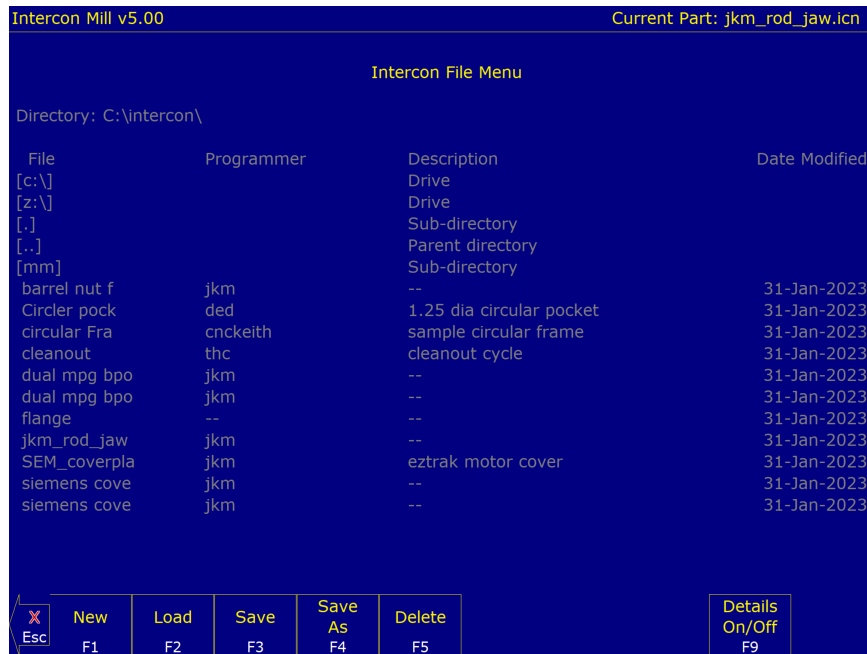 Intercon Mill v5.00 Current Part: jkm_rod_jaw.icn
Intercon File Menu
Directory: C:\intercon\
File Programmer Description Date Modified
[c:\] Drive
[z:\] Drive
[.] Sub-directory
[..] Parent directory
[mm] Sub-directory
barrel nut f jkm -- 31-Jan-2023
Circler pock ded 1.25 dia circular pocket 31-Jan-2023
circular Fra cnckeith sample circular frame 31-Jan-2023
cleanout thc cleanout cycle 31-Jan-2023
dual mpg bpo jkm -- 31-Jan-2023
dual mpg bpo jkm -- 31-Jan-2023
flange -- -- 31-Jan-2023
jkm_rod_jaw jkm -- 31-Jan-2023
SEM_coverpla jkm eztrak motor cover 31-Jan-2023
siemens cove jkm -- 31-Jan-2023
siemens cove jkm -- 31-Jan-2023
X
Esc
New
F1
Load
F2
Save
F3
Save
As
F4
Delete
F5
Details
On/Off
F9